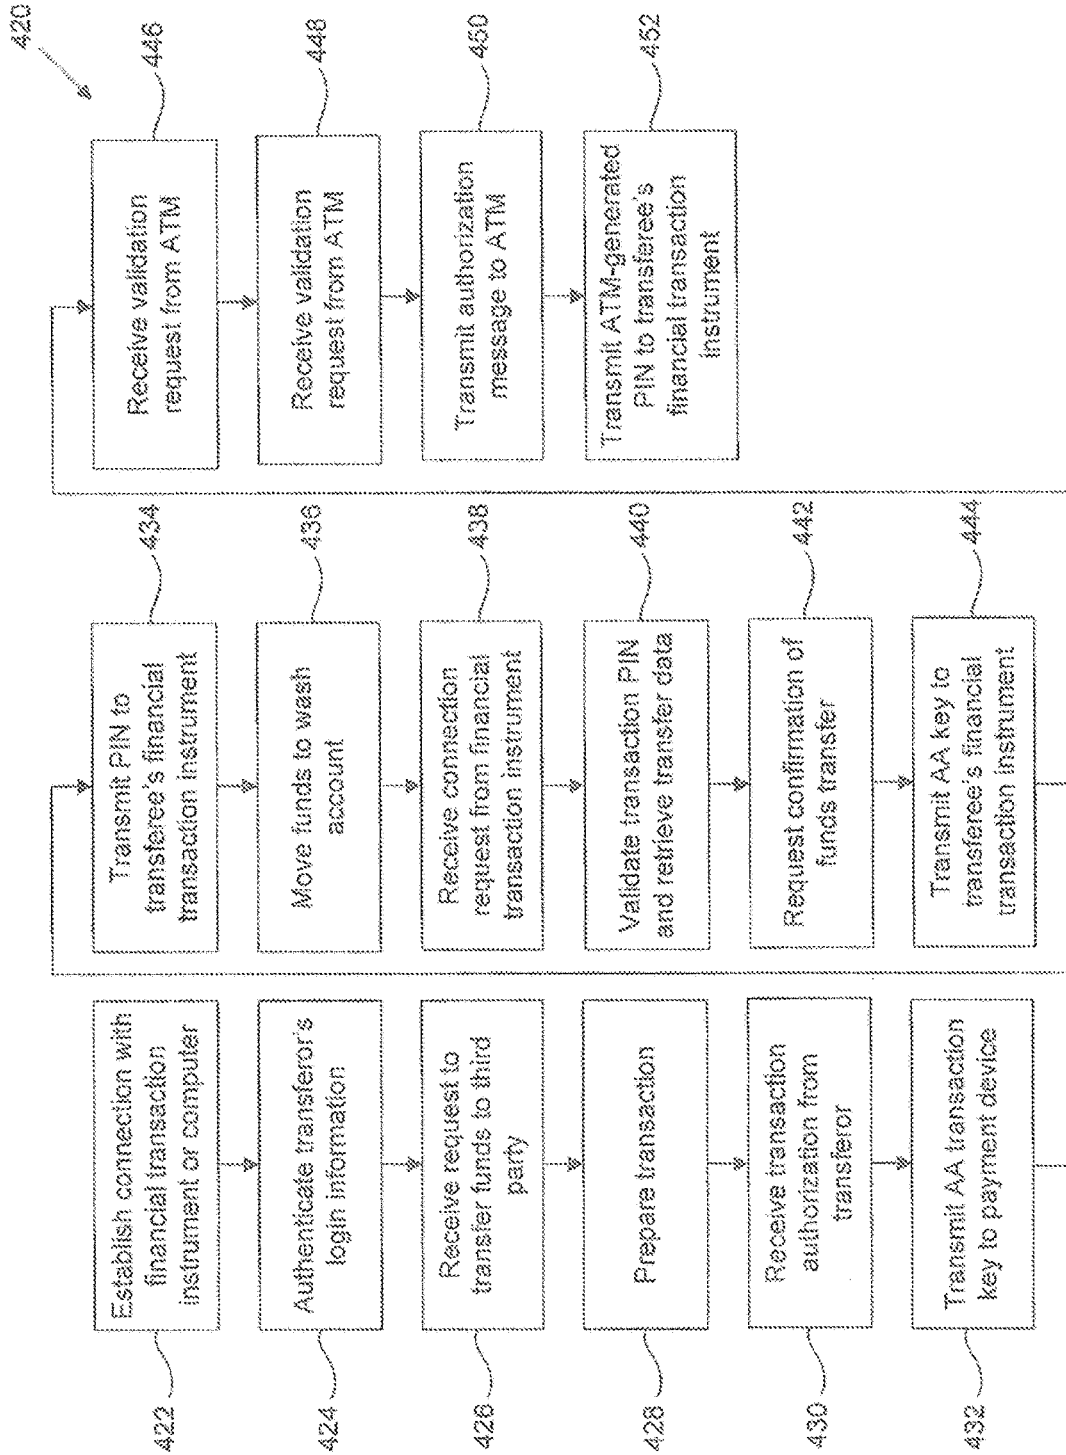 420
422
Establish connection with
financial transaction
instrument or computer
424
Authenticate transferor's
login information
426
Receive request to
transfer funds to third
party
428
Prepare transaction
430
Receive transaction
authorization from
transferor
432
Transmit AA transaction
key to payment device
434
Transmit PIN to
transferee's financial
transaction instrument
436
Move funds to wash
account
438
Receive connection
request from financial
transaction instrument
440
Validate transaction PIN
and retrieve transfer data
442
Request confirmation of
funds transfer
444
Transmit AA key to
transferee's financial
transaction instrument
446
Receive validation
request from ATM
448
Receive validation
request from ATM
450
Transmit authorization
message to ATM
452
Transmit ATM-generated
PIN to transferee's
financial transaction
instrument